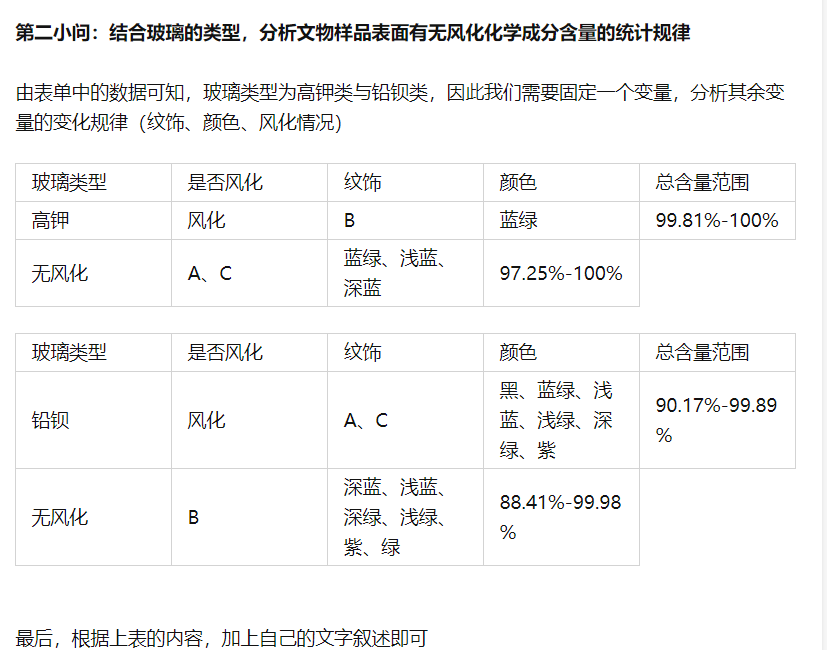 第二小问：结合玻璃的类型，分析文物样品表面有无风化化学成分含量的统计规律
由表单中的数据可知，玻璃类型为高钾类与铅钡类，因此我们需要固定一个变量，分析其余变
量的变化规律（纹饰、颜色、风化情况）
玻璃类型 是否风化 纹饰 颜色 总含量范围
高钾 风化 B 蓝绿 99.81%-100%
无风化 A、C 蓝绿、浅蓝、 97.25%-100%
深蓝
玻璃类型 是否风化 纹饰 颜色 总含量范围
铅钡 风化 A、C 黑、蓝绿、浅 90.17%-99.89
蓝、浅绿、深 %
绿、紫
无风化 B 深蓝、浅蓝、 88.41%-99.98
深绿、浅绿、 %
紫、绿
最后，根据上表的内容，加上自己的文字叙述即可